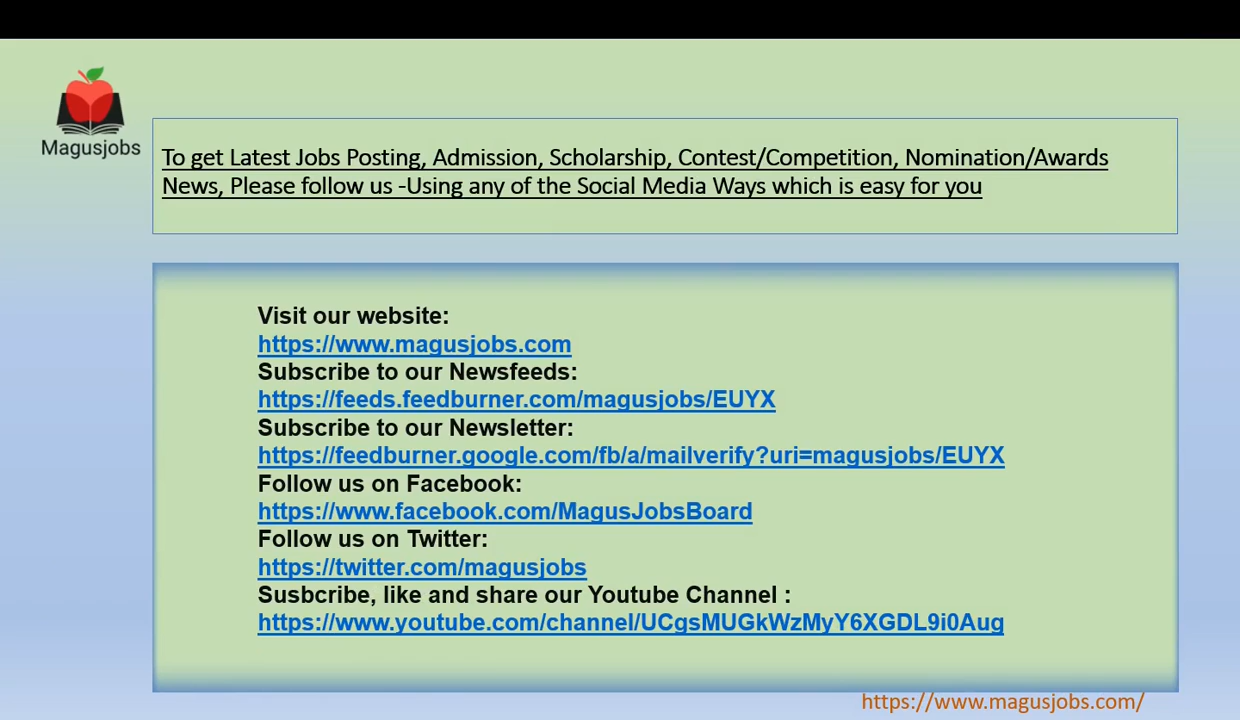 Magusjobs
To get Latest Jobs Posting, Admission, Scholarship, Contest/Competition, Nomination/Awards
News, Please follow us -Using any of the Social Media Ways which is easy for you
Visit our website:
https://www.magusjobs.com
Subscribe to our Newsfeeds:
https://feeds.feedburner.com/magusjobs/EUYX
Subscribe to our Newsletter:
https://feedburner.google.com/fb/a/mailverify?uri=magusjobs/EUYX
Follow us on Facebook:
https://www.facebook.com/MagusJobsBoard
Follow us on Twitter:
https://twitter.com/magusjobs
Susbcribe, like and share our Youtube Channel :
https://www.youtube.com/channel/UCgsMUGkWzMyY6XGDL9i0Aug
https://www.magusjobs.com/